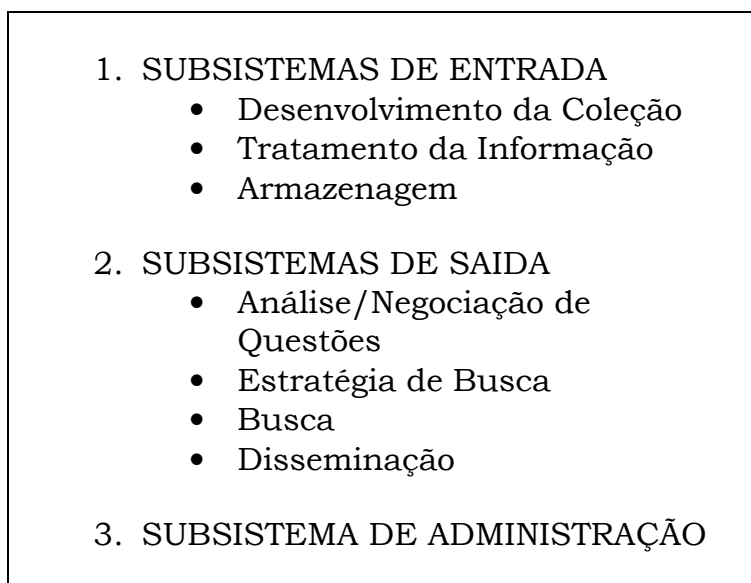 1. SUBSISTEMAS DE ENTRADA
• Desenvolvimento da Coleção
• Tratamento da Informação
• Armazenagem
2. SUBSISTEMAS DE SAIDA
• Análise/Negociação de
Questões
• Estratégia de Busca
• Busca
• Disseminação
3. SUBSISTEMA DE ADMINISTRAÇÃO